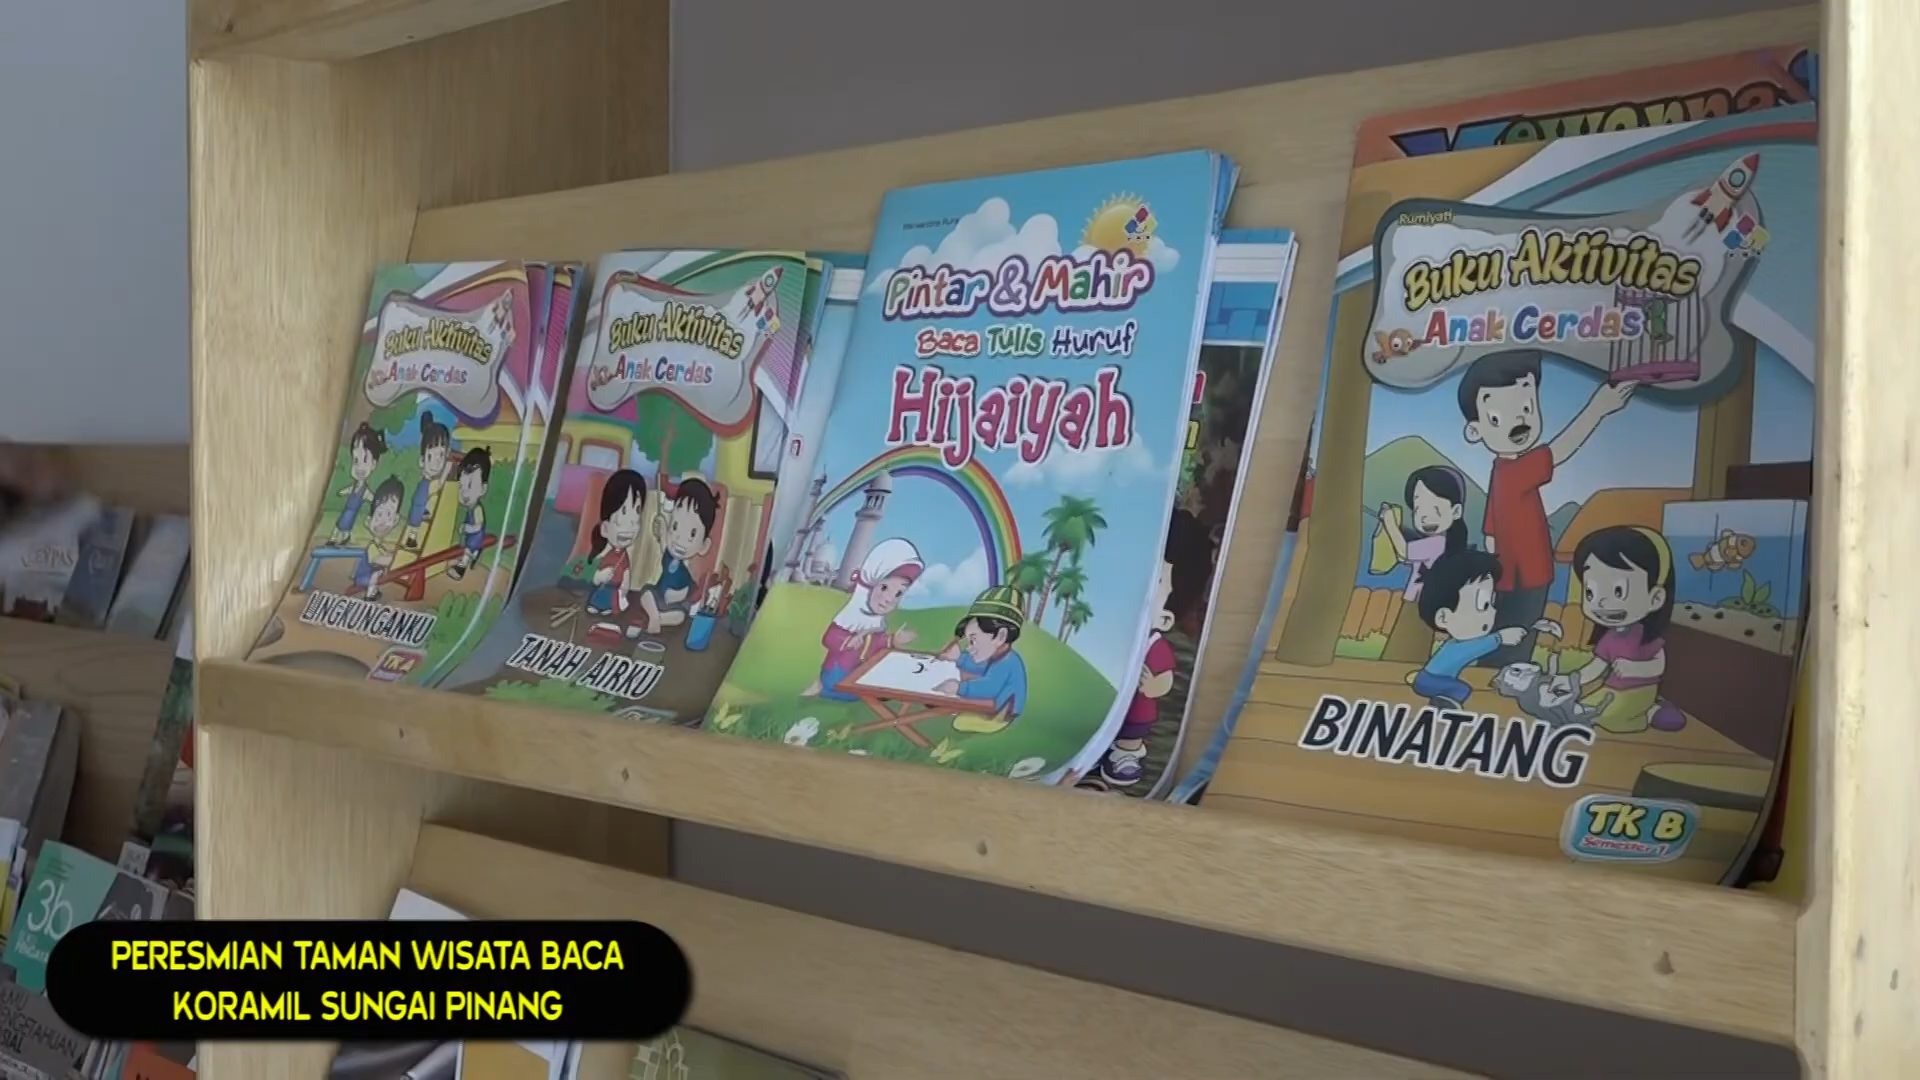 Buku Aktivitas
Anak Cerdas
LINGKUNGANKU
TK A
Buku Aktivitas
Anak Cerdas
TANAH AIRKU
Pintar & Mahir
Baca Tulis Huruf
Hijaiyah
Rumiyati
Buku Aktivitas
Anak Cerdas
BINATANG
TK B
Semester 1
3b
PERESMIAN TAMAN WISATA BACA
KORAMIL SUNGAI PINANG